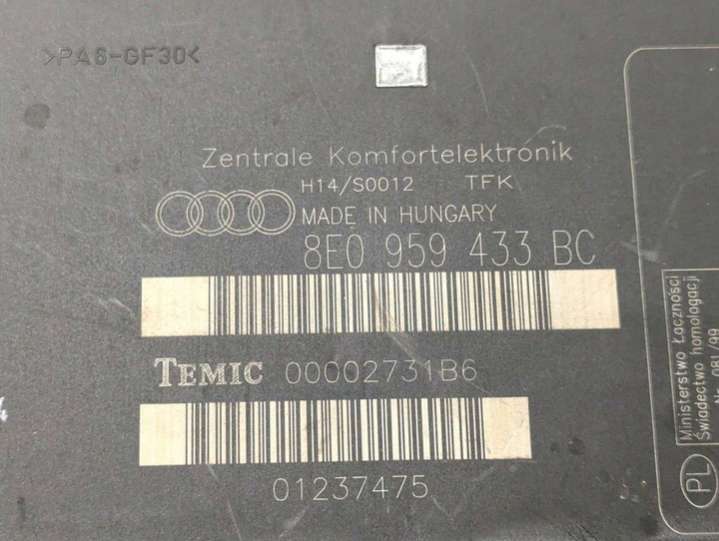 >PA6-GF30<
Zentrale Komfortelektronik
H14/S0012 TFK
MADE IN HUNGARY
8E0 959 433 BC
TEMIC 00002731B6
01237475
Ministerstwo Łączności
Świadectwo homologacji
PL